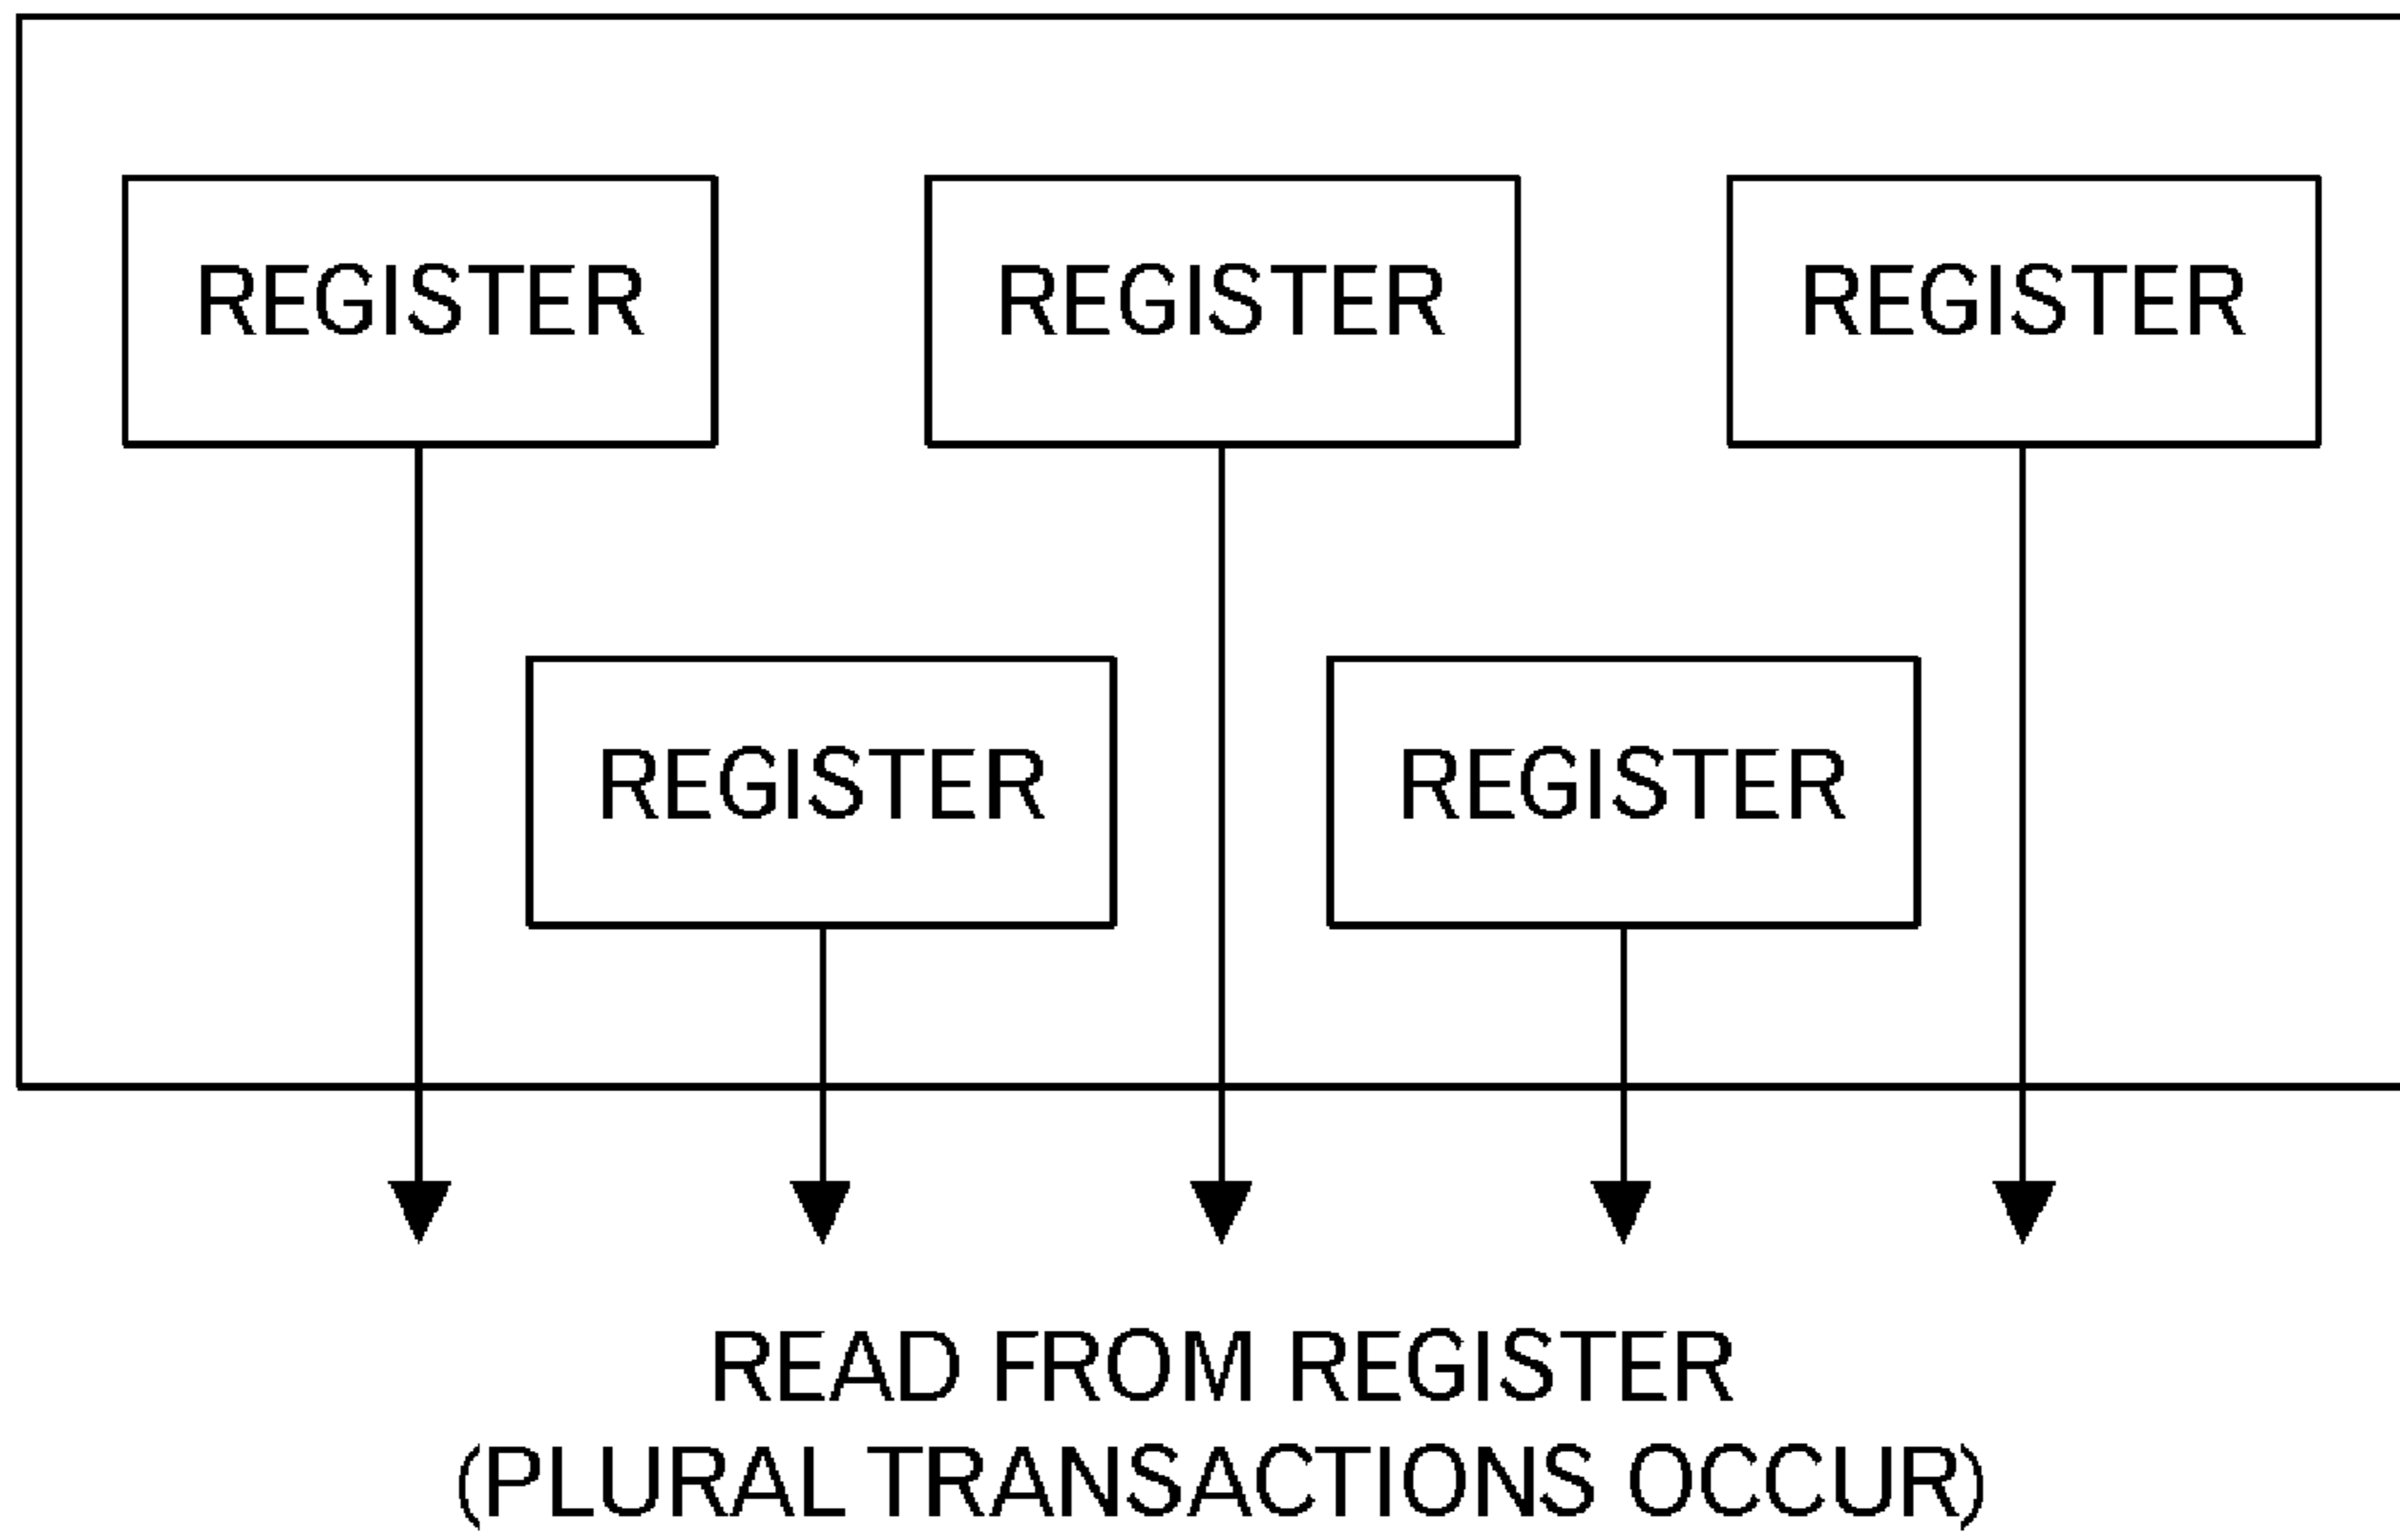 REGISTER REGISTER REGISTER
REGISTER REGISTER
READ FROM REGISTER
(PLURAL TRANSACTIONS OCCUR)